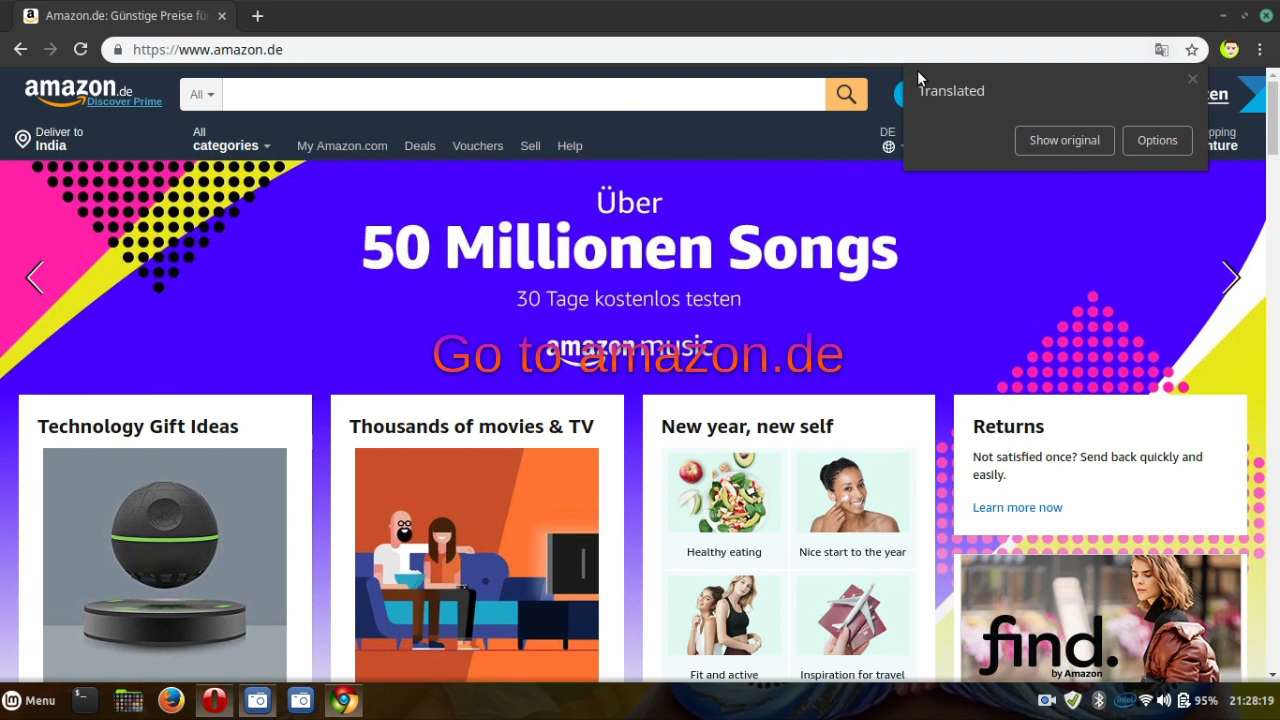 Amazon.de: Günstige Preise für
https://www.amazon.de
Translated
Show original
Options
amazon.de
Discover Prime
All
Deliver to
India
All
categories
My Amazon.com
Deals
Vouchers
Sell
Help
DE
Über
50 Millionen Songs
30 Tage kostenlos testen
amazon music
Go to amazon.de
Technology Gift Ideas
Thousands of movies & TV
New year, new self
Healthy eating
Nice start to the year
Fit and active
Inspiration for travel
Returns
Not satisfied once? Send back quickly and
easily.
Learn more now
find.
by Amazon
Menu
intel
95%
21:28:19